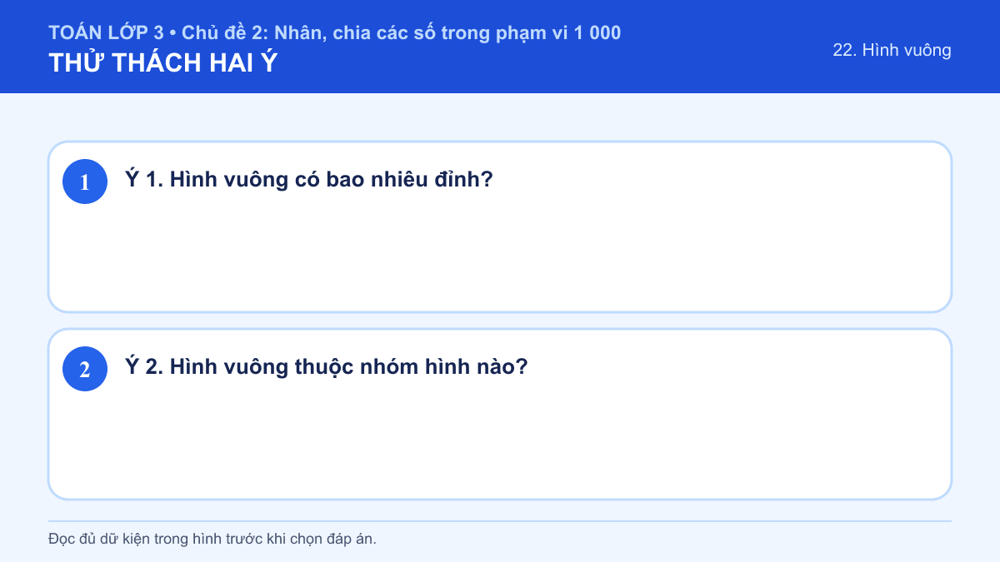 TOÁN LỚP 3 • Chủ đề 2: Nhân, chia các số trong phạm vi 1 000
THỬ THÁCH HAI Ý
22. Hình vuông
1
Ý 1. Hình vuông có bao nhiêu đỉnh?
2
Ý 2. Hình vuông thuộc nhóm hình nào?
Đọc đủ dữ kiện trong hình trước khi chọn đáp án.